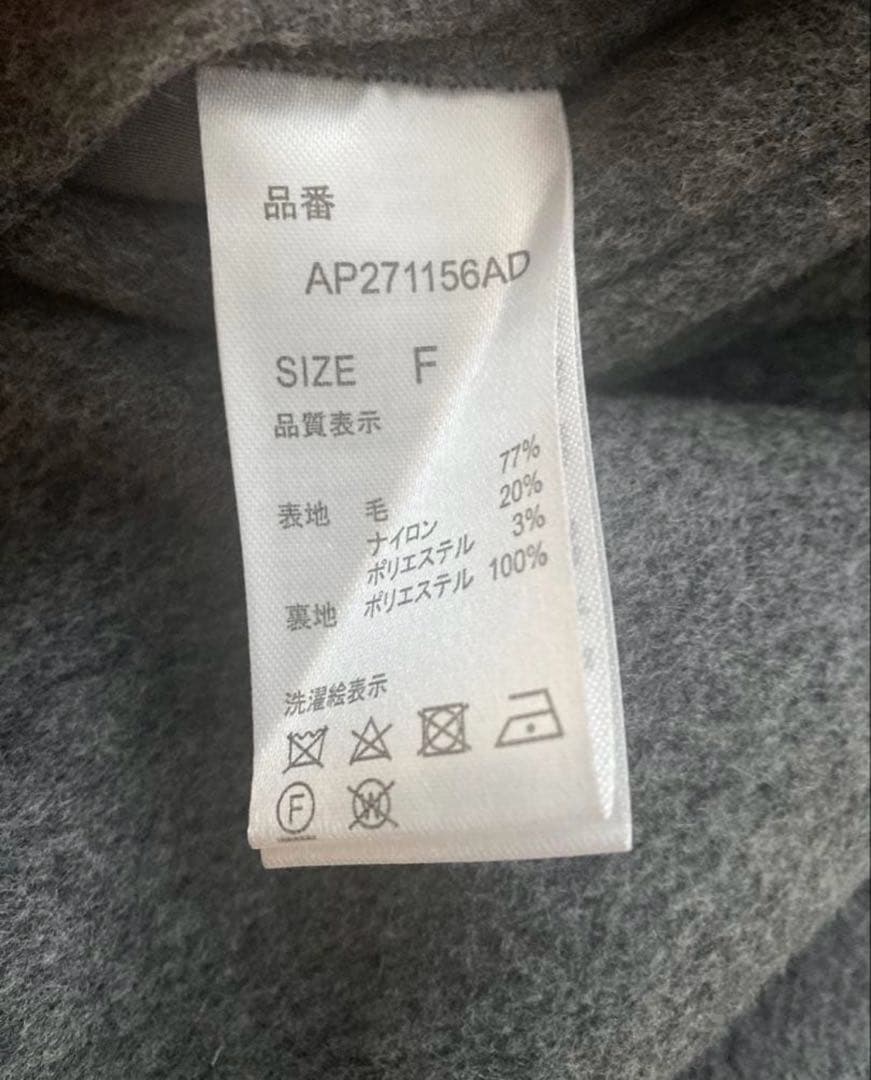 品番
AP271156AD
SIZE F
品質表示
表地 毛 77%
ナイロン 20%
ポリエステル 3%
裏地 ポリエステル 100%
洗濯絵表示
F W